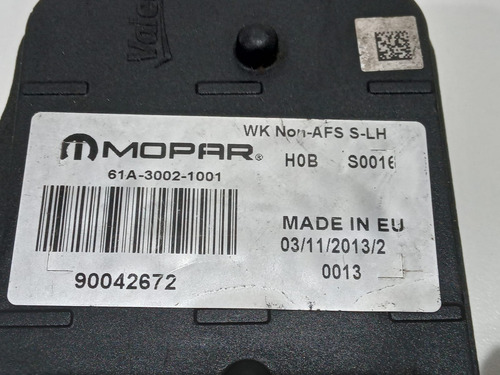 Valeo
WK Non-AFS S-LH
MOPAR®
H0B S0016
61A-3002-1001
MADE IN EU
03/11/2013/2
0013
90042672